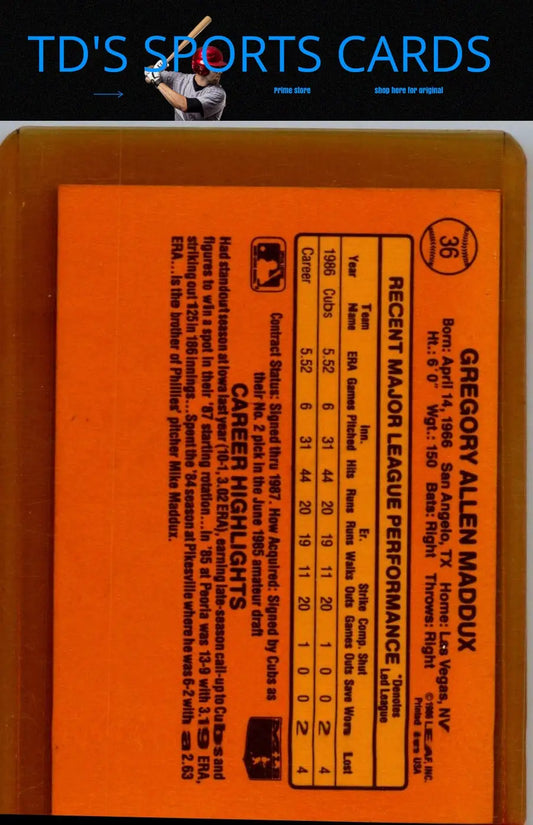 TD'S SPORTS CARDS
Prime store
shop here for original
36
GREGORY ALLEN MADDUX
Born: April 14, 1966 San Angelo, TX Home: Las Vegas, NV
Ht.: 6'0" Wgt.: 150 Bats: Right Throws: Right
© 1986 LEAF, INC.
Printed in USA
RECENT MAJOR LEAGUE PERFORMANCE
*Denotes
Led League
Team Inn. Er. Strike Comp. Shut
Year Name ERA Games Pitched Hits Runs Runs Walks Outs Games Outs Save Won Lost
1986 Cubs 5.52 6 31 44 20 19 11 20 1 0 0 2 4
Career 5.52 6 31 44 20 19 11 20 1 0 0 2 4
Contract Status: Signed thru 1987. How Acquired: Signed by Cubs as
their No. 2 pick in the June 1985 amateur draft
CAREER HIGHLIGHTS
Had standout season at Iowa last year (10-1, 3.02 ERA), earning late-season call-up to Cubs and
figures to win a spot in their '87 starting rotation...In '85 at Peoria was 13-9 with 3.19 ERA,
striking out 125 in 186 innings...Spent the '84 season at Pikesville where he was 6-2 with a 2.63
ERA...Is the brother of Phillies' pitcher Mike Maddux.